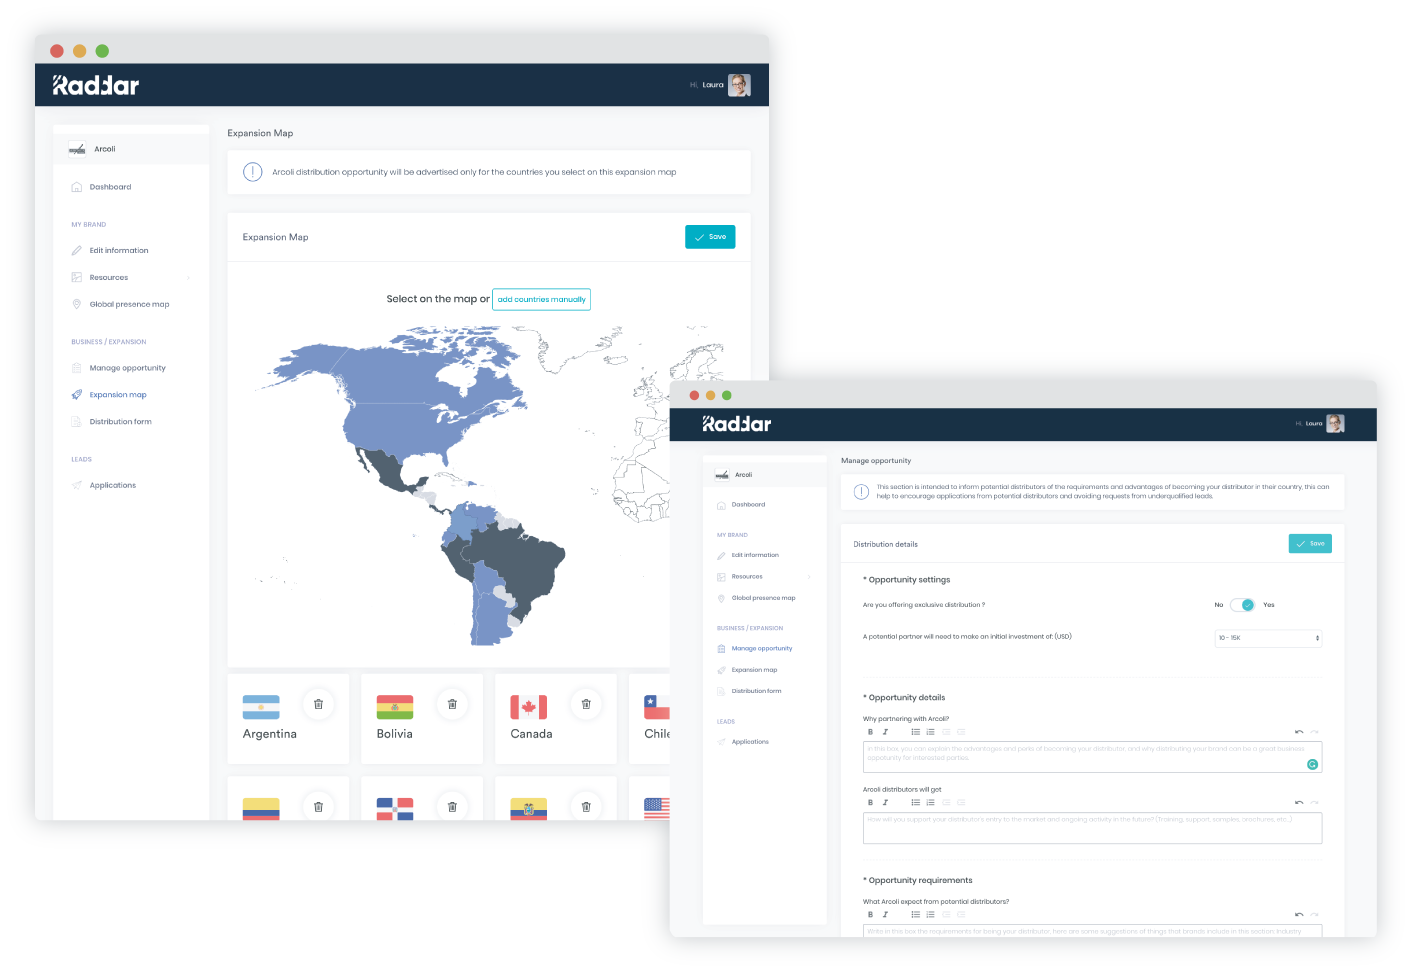 Raddar
Hi, Laura
Arcoli
Dashboard
MY BRAND
Edit information
Resources
Global presence map
BUSINESS / EXPANSION
Manage opportunity
Expansion map
Distribution form
LEADS
Applications
Expansion Map
Arcoli distribution opportunity will be advertised only for the countries you select on this expansion map
Expansion Map
Save
Select on the map or add countries manually
Argentina
Bolivia
Canada
Chile
Raddar
Hi, Laura
Arcoli
Dashboard
MY BRAND
Edit information
Resources
Global presence map
BUSINESS / EXPANSION
Manage opportunity
Expansion map
Distribution form
LEADS
Applications
Manage opportunity
This section is intended to inform potential distributors of the requirements and advantages of becoming your distributor in their country, this can
help to encourage applications from potential distributors and avoiding requests from underqualified leads.
Distribution details
Save
* Opportunity settings
Are you offering exclusive distribution ?
No
Yes
A potential partner will need to make an initial investment of: (USD)
10 - 15K
* Opportunity details
Why partnering with Arcoli?
B I
In this box you can explain the advantages and perks of becoming your distributor, and why distributing your brand can be a great business
opportunity for interested parties.
Arcoli distributors will get
B I
How will you support your distributor's entry to the market and ongoing activity in the future? (Training, support, samples, brochures, etc..)
* Opportunity requirements
What Arcoli expect from potential distributors?
B I
Write in this box the requirements for being your distributor, here are some suggestions of things that brands include in this section: Industry